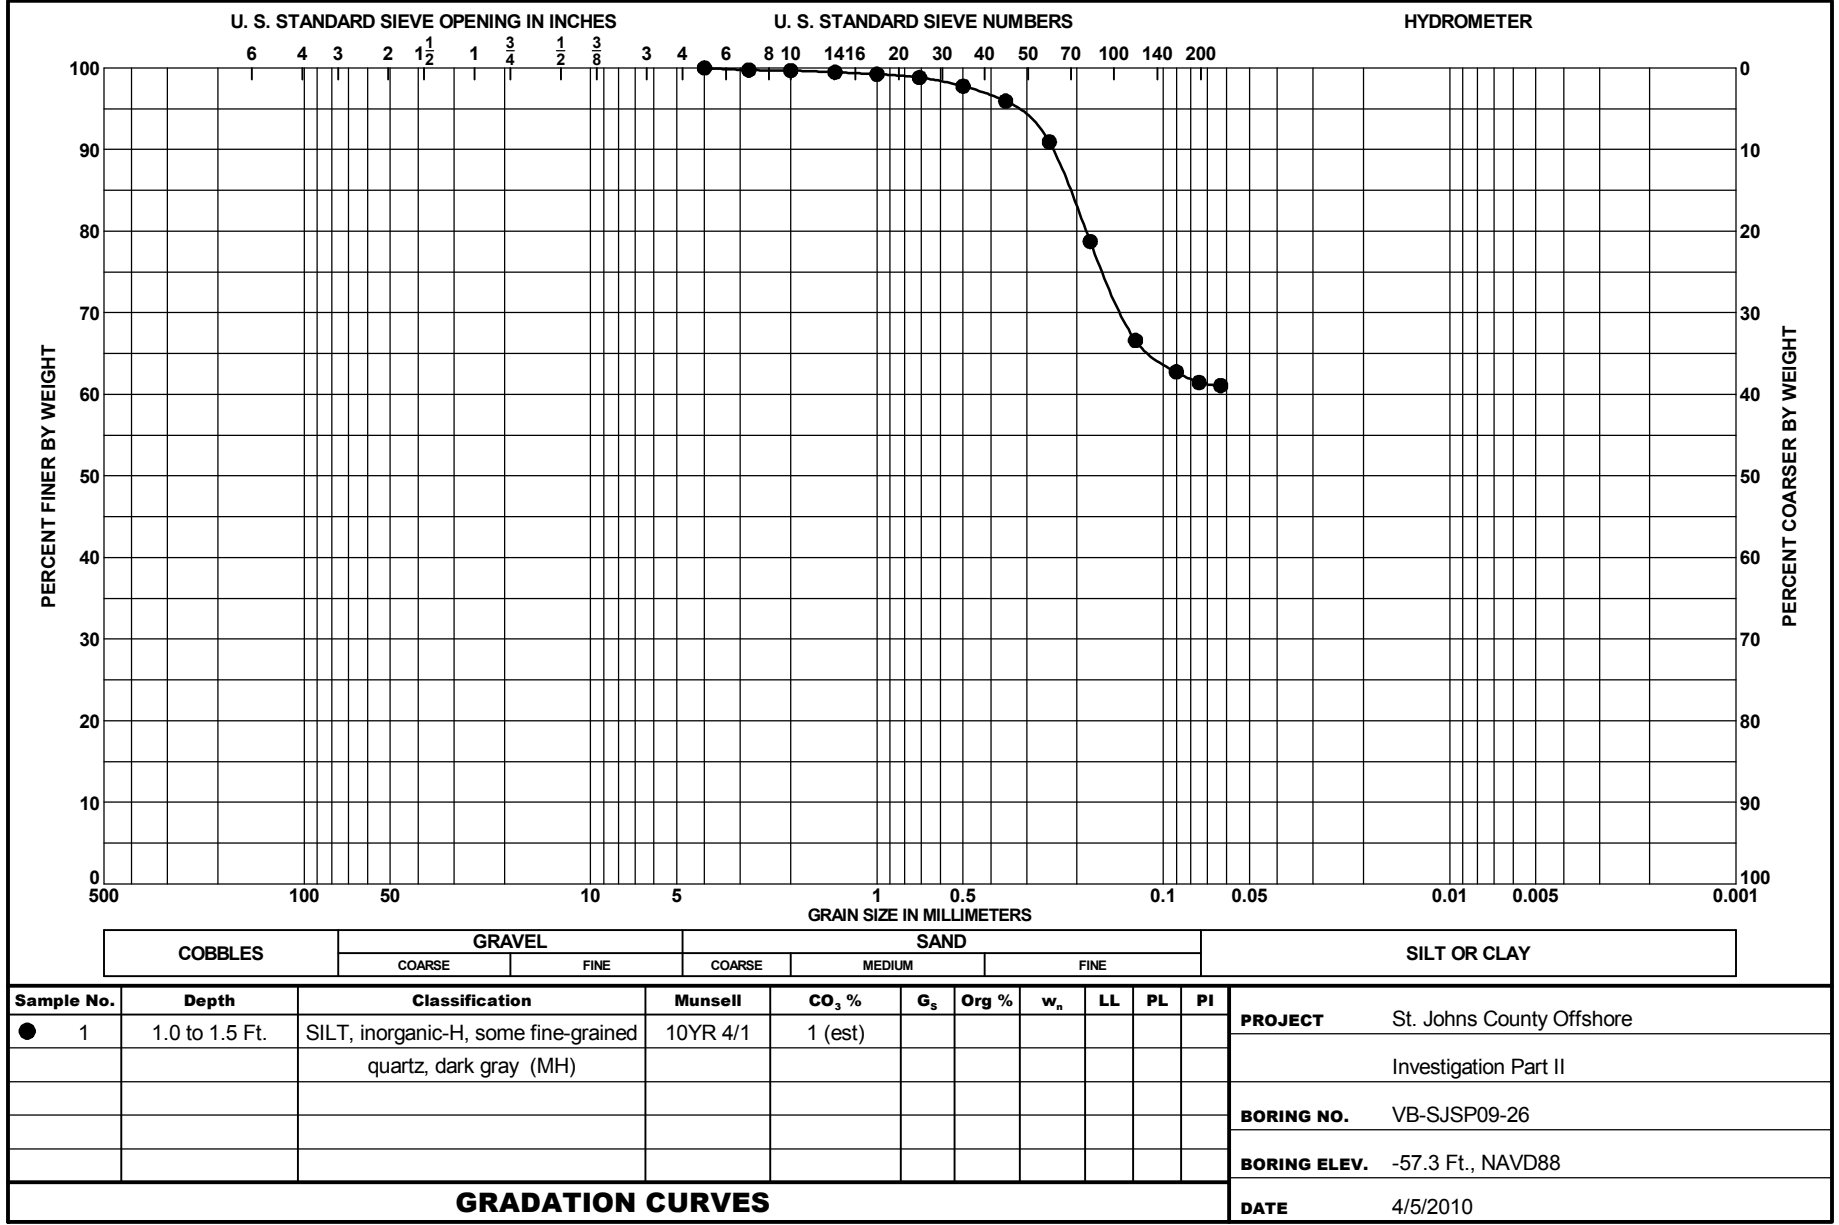 U. S. STANDARD SIEVE OPENING IN INCHES U. S. STANDARD SIEVE NUMBERS HYDROMETER
6 4 3 2 1 1/2 1 3/4 1/2 3/8 3 4 6 8 10 14 16 20 30 40 50 70 100 140 200
100 0
90 10
80 20
70 30
60 40
50 50
40 60
30 70
20 80
10 90
0 100
PERCENT FINER BY WEIGHT
PERCENT COARSER BY WEIGHT
500 100 50 10 5 1 0.5 0.1 0.05 0.01 0.005 0.001
GRAIN SIZE IN MILLIMETERS
COBBLES GRAVEL SAND SILT OR CLAY
COARSE FINE COARSE MEDIUM FINE
Sample No. Depth Classification Munsell CO₃ % Gₛ Org % wₙ LL PL PI
1 1.0 to 1.5 Ft. SILT, inorganic-H, some fine-grained 10YR 4/1 1 (est)
quartz, dark gray (MH)
PROJECT St. Johns County Offshore
Investigation Part II
BORING NO. VB-SJSP09-26
BORING ELEV. -57.3 Ft., NAVD88
DATE 4/5/2010
GRADATION CURVES